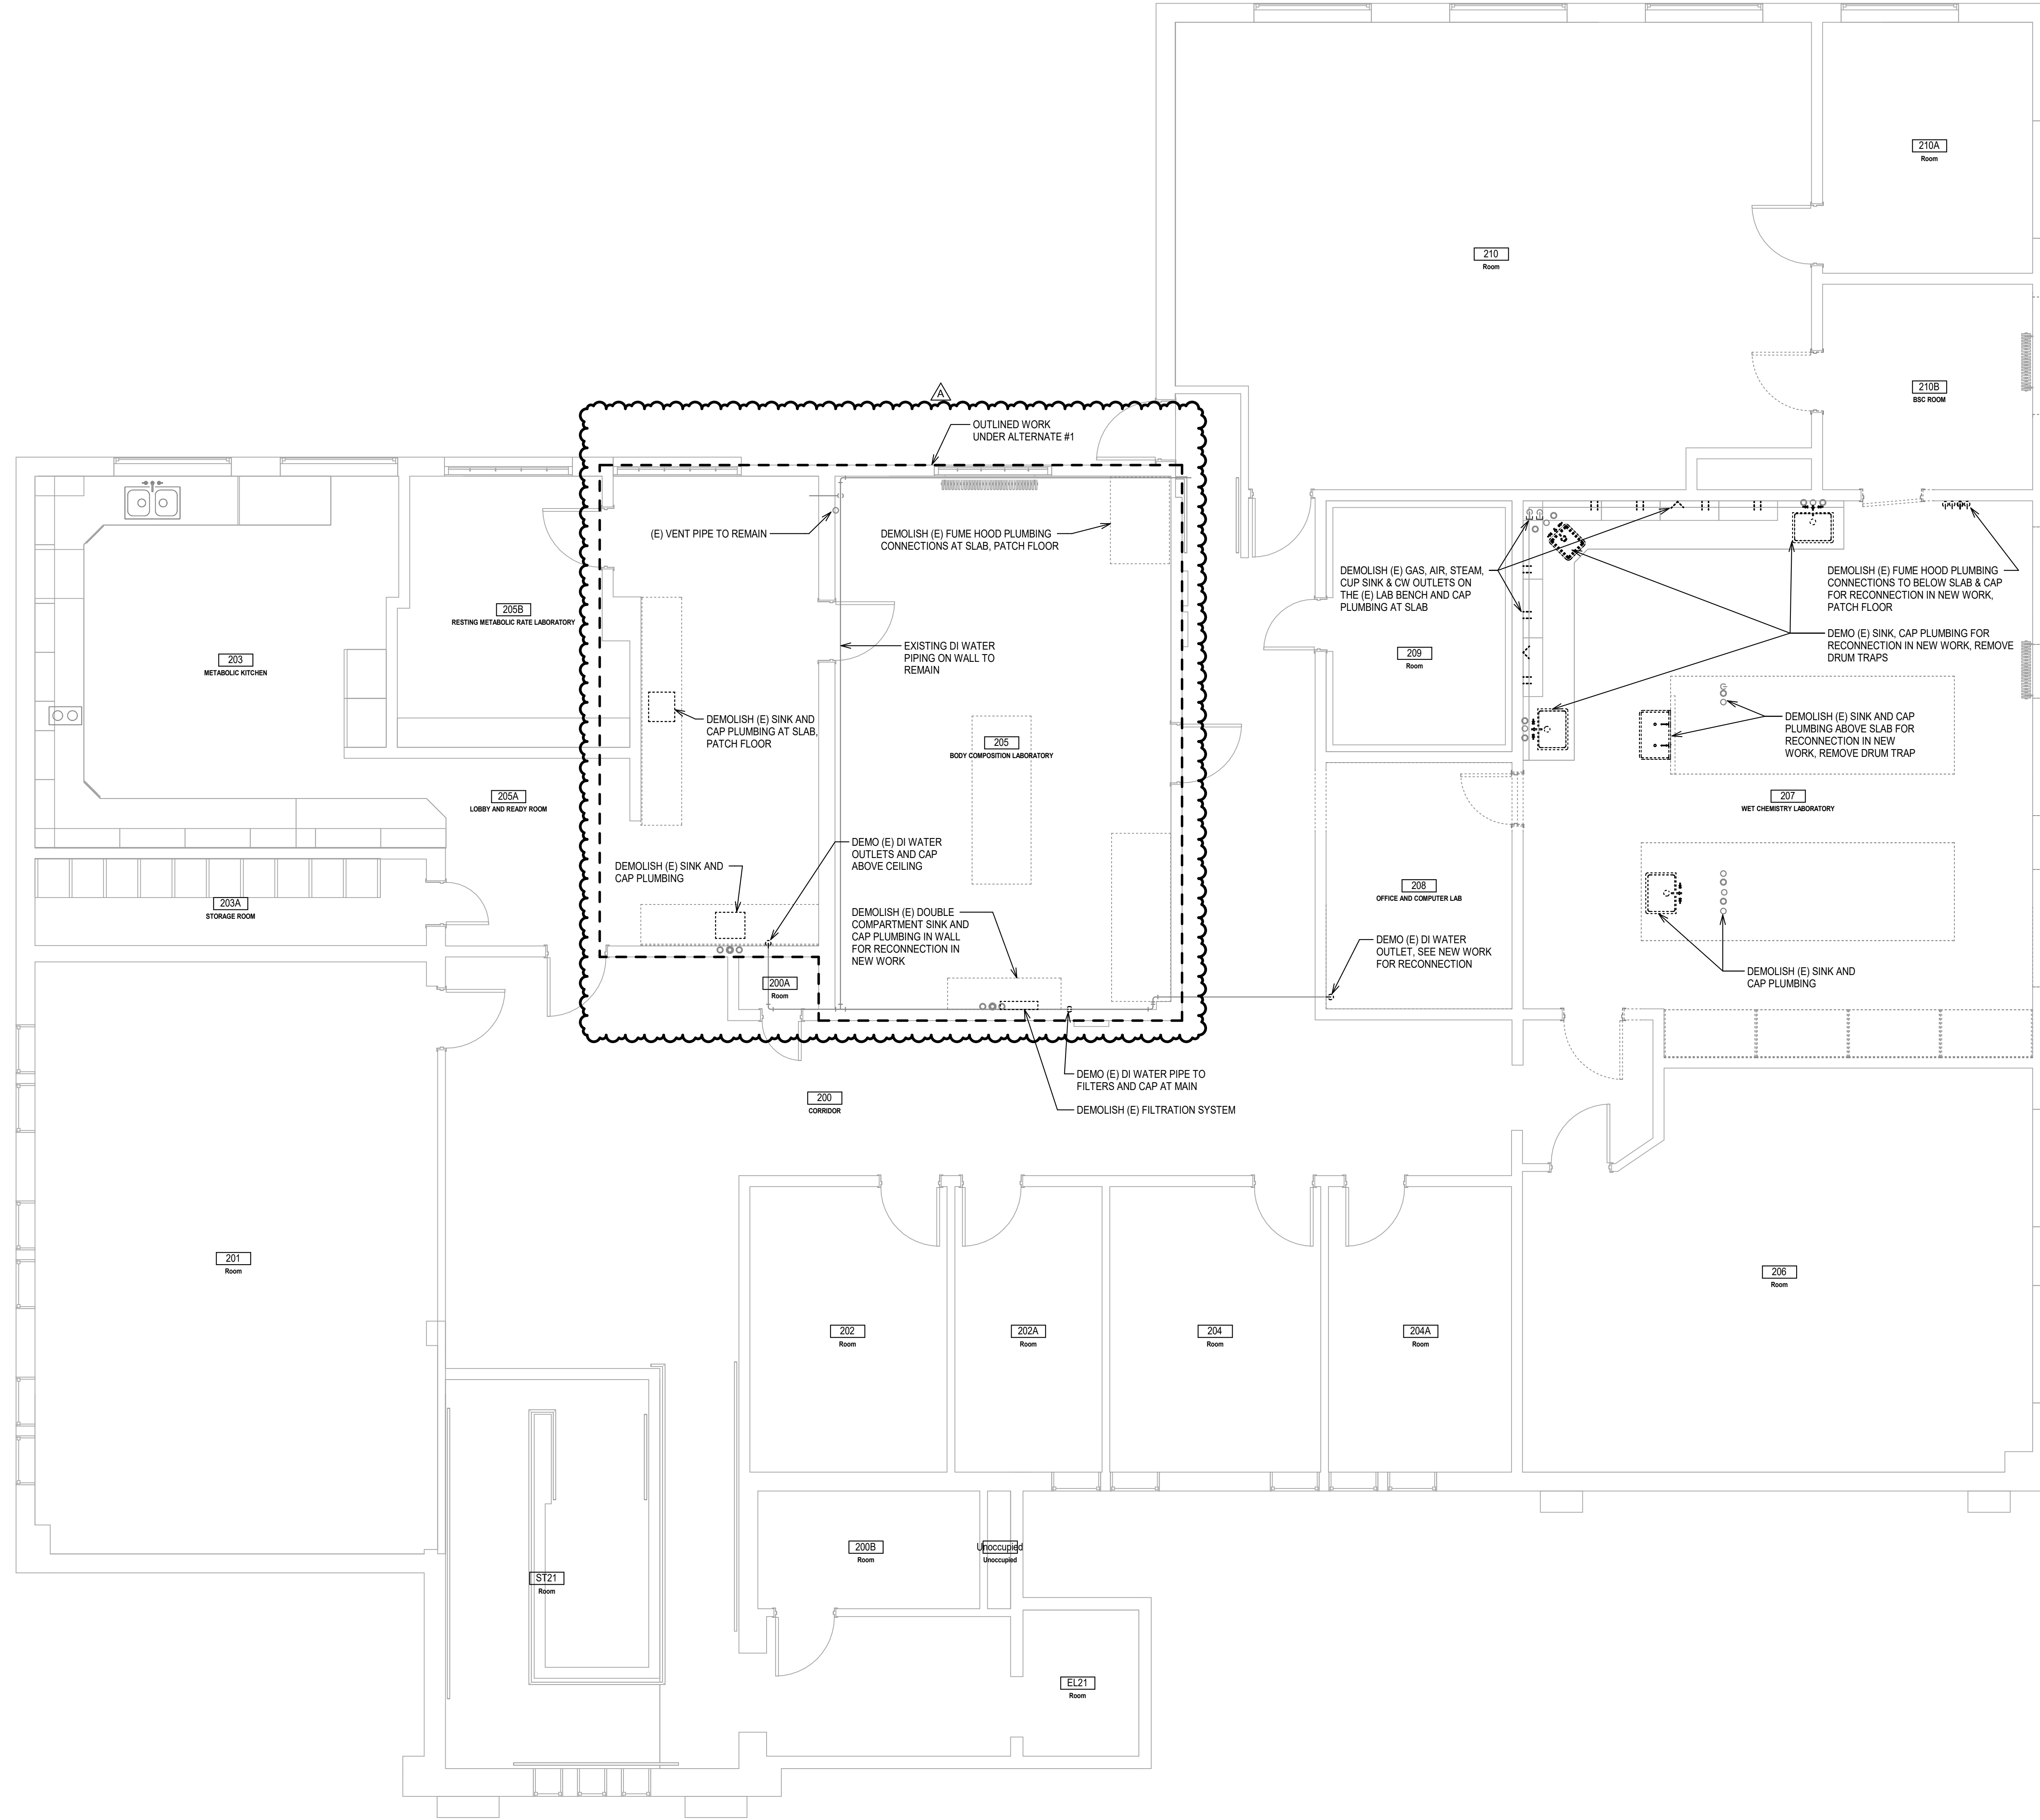 210A
Room
210
Room
210B
BSC ROOM
A
OUTLINED WORK
UNDER ALTERNATE #1
(E) VENT PIPE TO REMAIN
DEMOLISH (E) FUME HOOD PLUMBING
CONNECTIONS AT SLAB, PATCH FLOOR
DEMOLISH (E) GAS, AIR, STEAM,
CUP SINK & CW OUTLETS ON
THE (E) LAB BENCH AND CAP
PLUMBING AT SLAB
DEMOLISH (E) FUME HOOD PLUMBING
CONNECTIONS TO BELOW SLAB & CAP
FOR RECONNECTION IN NEW WORK,
PATCH FLOOR
205B
RESTING METABOLIC RATE LABORATORY
203
METABOLIC KITCHEN
EXISTING DI WATER
PIPING ON WALL TO
REMAIN
209
Room
DEMO (E) SINK, CAP PLUMBING FOR
RECONNECTION IN NEW WORK, REMOVE
DRUM TRAPS
DEMOLISH (E) SINK AND
CAP PLUMBING AT SLAB,
PATCH FLOOR
205
BODY COMPOSITION LABORATORY
DEMOLISH (E) SINK AND CAP
PLUMBING ABOVE SLAB FOR
RECONNECTION IN NEW
WORK, REMOVE DRUM TRAP
205A
LOBBY AND READY ROOM
207
WET CHEMISTRY LABORATORY
DEMO (E) DI WATER
OUTLETS AND CAP
ABOVE CEILING
DEMOLISH (E) SINK AND
CAP PLUMBING
208
OFFICE AND COMPUTER LAB
203A
STORAGE ROOM
DEMOLISH (E) DOUBLE
COMPARTMENT SINK AND
CAP PLUMBING IN WALL
FOR RECONNECTION IN
NEW WORK
DEMO (E) DI WATER
OUTLET, SEE NEW WORK
FOR RECONNECTION
DEMOLISH (E) SINK AND
CAP PLUMBING
200A
Room
DEMO (E) DI WATER PIPE TO
FILTERS AND CAP AT MAIN
200
CORRIDOR
DEMOLISH (E) FILTRATION SYSTEM
201
Room
206
Room
202
Room
202A
Room
204
Room
204A
Room
200B
Room
Unoccupied
Unoccupied
ST21
Room
EL21
Room